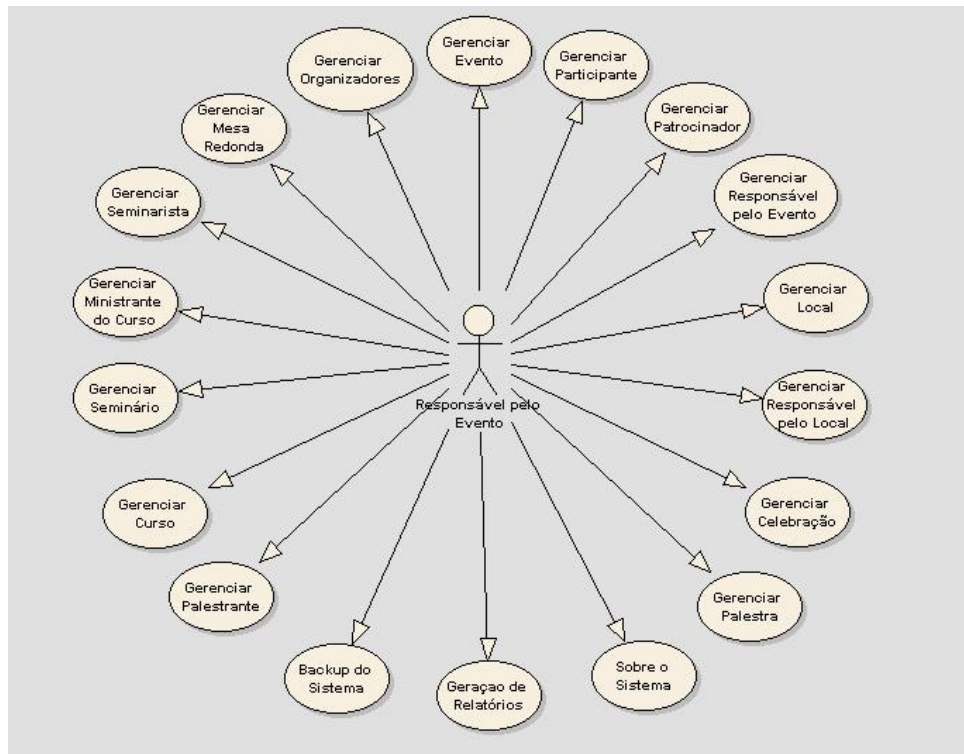 Gerenciar
Evento
Gerenciar
Participante
Gerenciar
Patrocinador
Gerenciar
Responsável
pelo Evento
Gerenciar
Local
Gerenciar
Responsável
pelo Local
Gerenciar
Celebração
Gerenciar
Palestra
Sobre o
Sistema
Geraçao de
Relatórios
Backup do
Sistema
Gerenciar
Palestrante
Gerenciar
Curso
Gerenciar
Seminário
Gerenciar
Ministrante
do Curso
Gerenciar
Seminarista
Gerenciar
Mesa
Redonda
Gerenciar
Organizadores
Responsável pelo
Evento